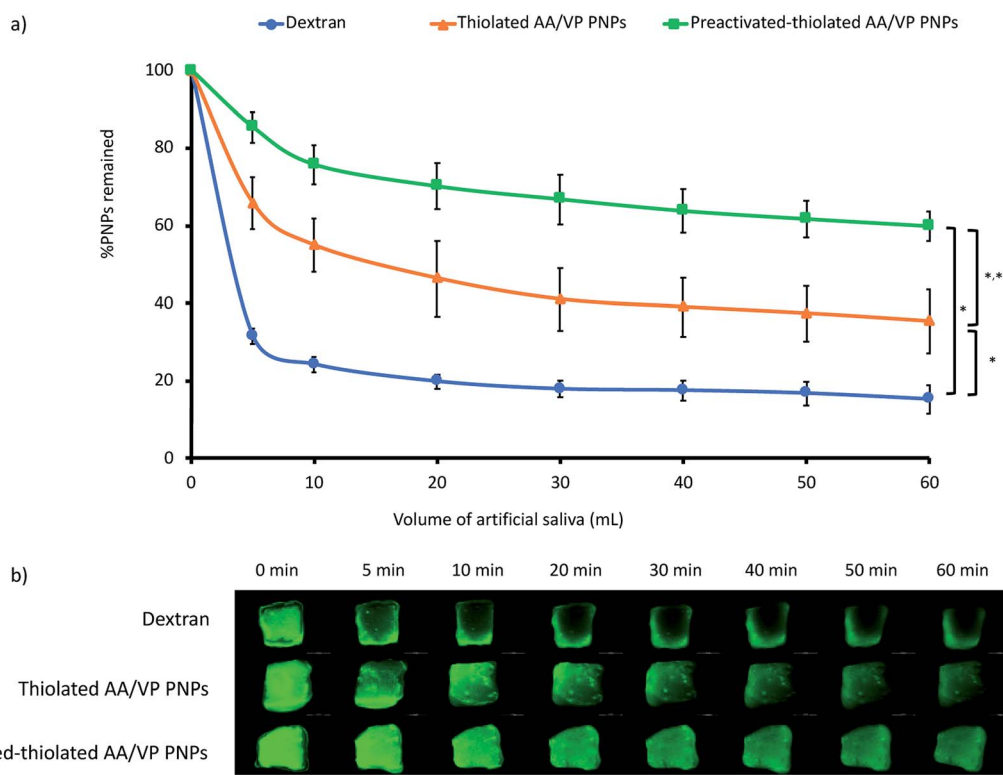 a)
Dextran Thiolated AA/VP PNPs Preactivated-thiolated AA/VP PNPs
100
80
60
40
20
0
%PNPs remained
0 10 20 30 40 50 60
Volume of artificial saliva (mL)
*,*
*
*
b)
0 min 5 min 10 min 20 min 30 min 40 min 50 min 60 min
Dextran
Thiolated AA/VP PNPs
ed-thiolated AA/VP PNPs